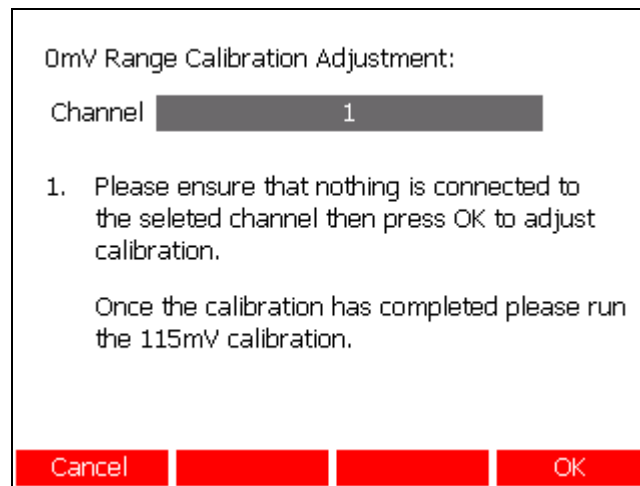 0mV Range Calibration Adjustment:
Channel 1
1. Please ensure that nothing is connected to
the seleted channel then press OK to adjust
calibration.
Once the calibration has completed please run
the 115mV calibration.
Cancel OK